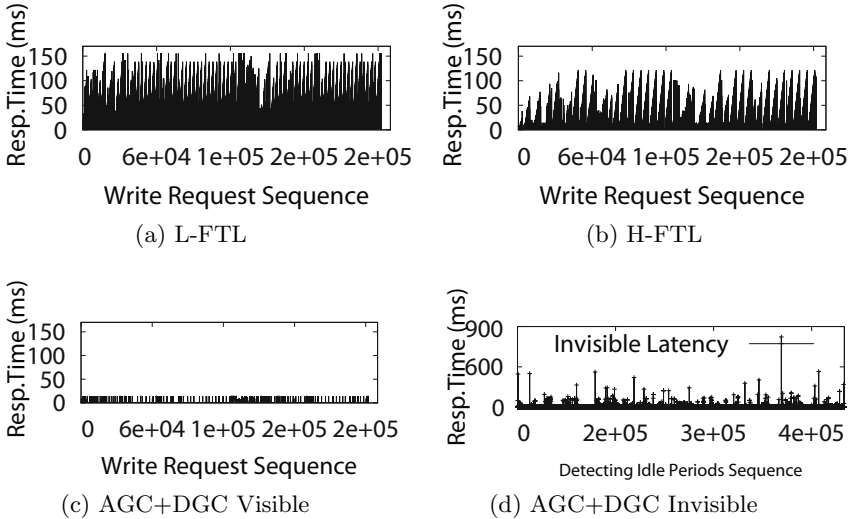 Resp.Time (ms)
150
100
50
0
0 6e+04 1e+05 2e+05 2e+05
Write Request Sequence
(a) L-FTL
Resp.Time (ms)
150
100
50
0
0 6e+04 1e+05 2e+05 2e+05
Write Request Sequence
(b) H-FTL
Resp.Time (ms)
150
100
50
0
0 6e+04 1e+05 2e+05 2e+05
Write Request Sequence
(c) AGC+DGC Visible
Resp.Time (ms)
900
600
0
Invisible Latency
0 2e+05 3e+05 4e+05
Detecting Idle Periods Sequence
(d) AGC+DGC Invisible